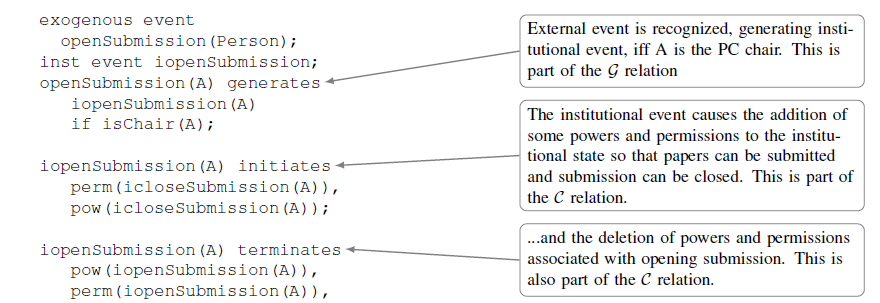 exogenous event
openSubmission(Person);
inst event iopenSubmission;
openSubmission(A) generates
iopenSubmission(A)
if isChair(A);
iopenSubmission(A) initiates
perm(icloseSubmission(A)),
pow(icloseSubmission(A));
iopenSubmission(A) terminates
pow(iopenSubmission(A)),
perm(iopenSubmission(A)),
External event is recognized, generating insti-
tutional event, iff A is the PC chair. This is
part of the 𝒢 relation
The institutional event causes the addition of
some powers and permissions to the institu-
tional state so that papers can be submitted
and submission can be closed. This is part of
the 𝒞 relation.
...and the deletion of powers and permissions
associated with opening submission. This is
also part of the 𝒞 relation.